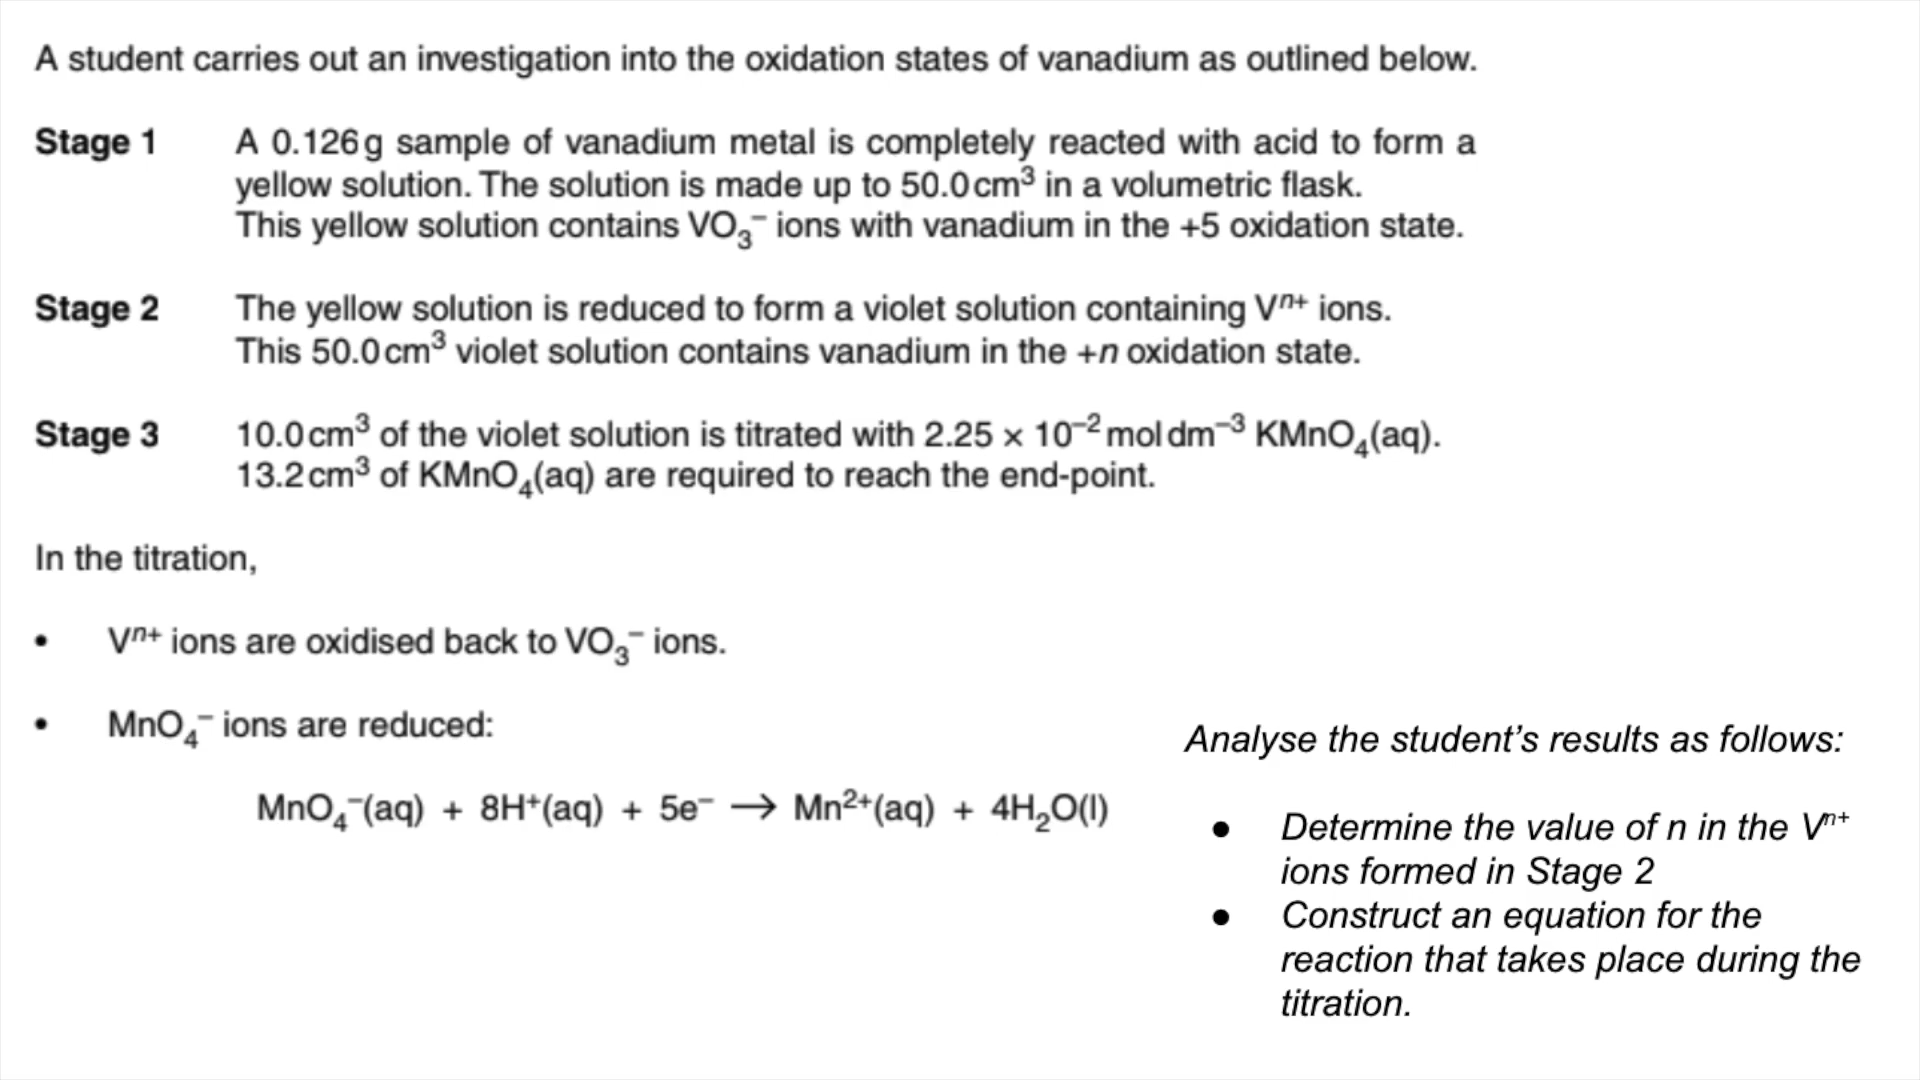 A student carries out an investigation into the oxidation states of vanadium as outlined below.
Stage 1 A 0.126 g sample of vanadium metal is completely reacted with acid to form a
yellow solution. The solution is made up to 50.0 cm³ in a volumetric flask.
This yellow solution contains VO₃⁻ ions with vanadium in the +5 oxidation state.
Stage 2 The yellow solution is reduced to form a violet solution containing Vⁿ⁺ ions.
This 50.0 cm³ violet solution contains vanadium in the +n oxidation state.
Stage 3 10.0 cm³ of the violet solution is titrated with 2.25 × 10⁻² mol dm⁻³ KMnO₄(aq).
13.2 cm³ of KMnO₄(aq) are required to reach the end-point.
In the titration,
• Vⁿ⁺ ions are oxidised back to VO₃⁻ ions.
• MnO₄⁻ ions are reduced:
MnO₄⁻(aq) + 8H⁺(aq) + 5e⁻ → Mn²⁺(aq) + 4H₂O(l)
Analyse the student’s results as follows:
● Determine the value of n in the Vⁿ⁺
ions formed in Stage 2
● Construct an equation for the
reaction that takes place during the
titration.